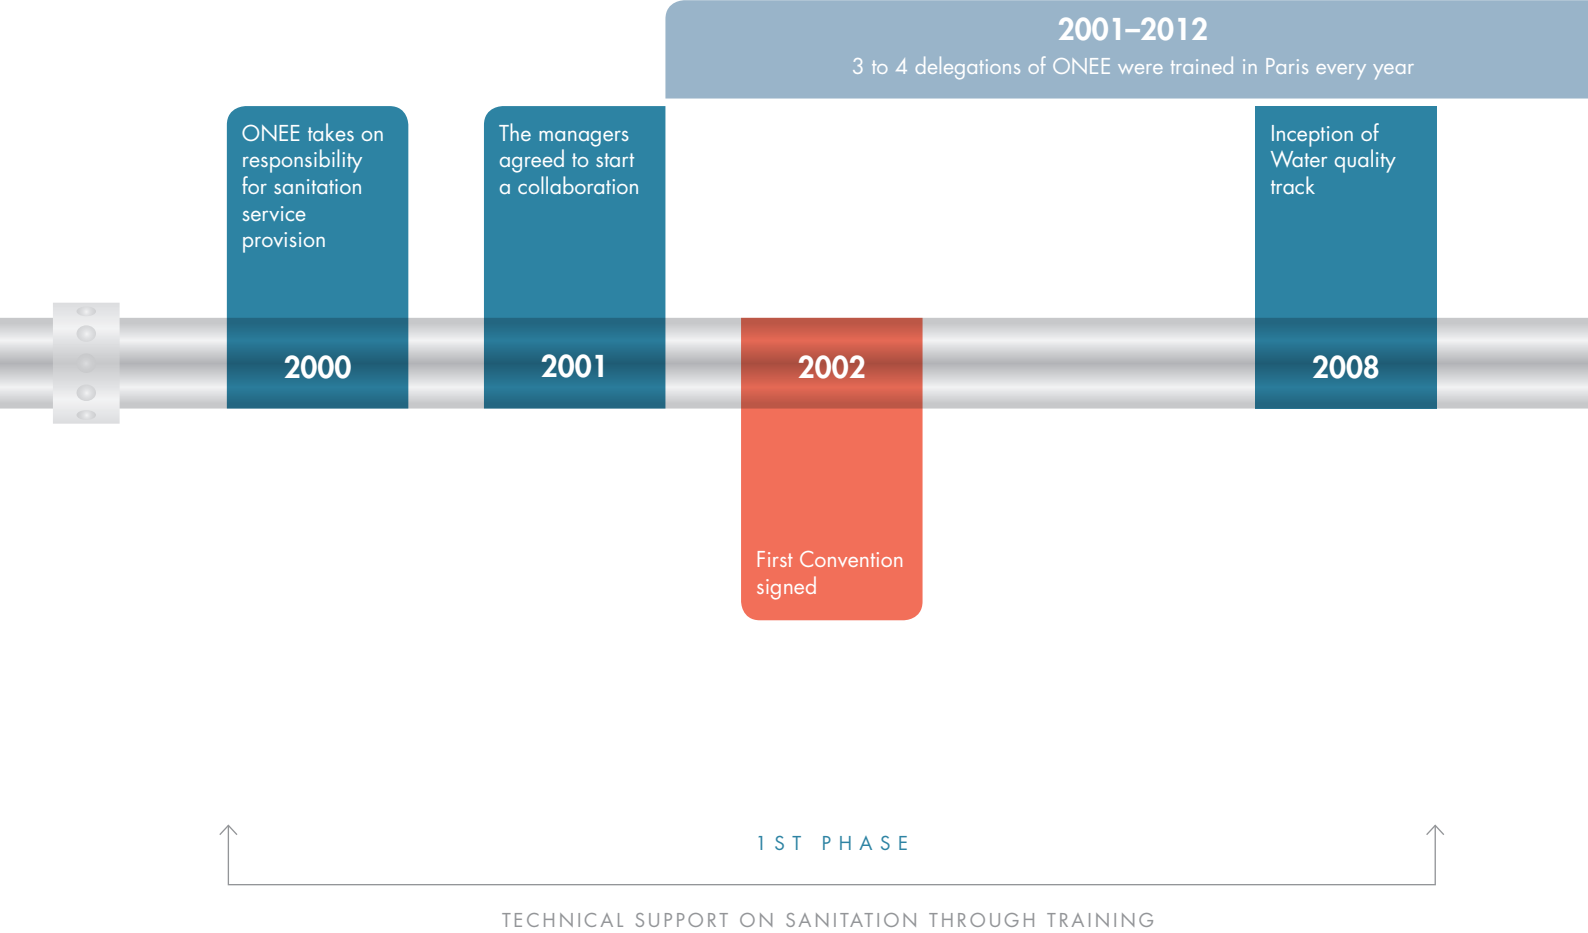 2001–2012
3 to 4 delegations of ONEE were trained in Paris every year
ONEE takes on
responsibility
for sanitation
service
provision
The managers
agreed to start
a collaboration
Inception of
Water quality
track
2000
2001
2002
2008
First Convention
signed
1ST PHASE
TECHNICAL SUPPORT ON SANITATION THROUGH TRAINING